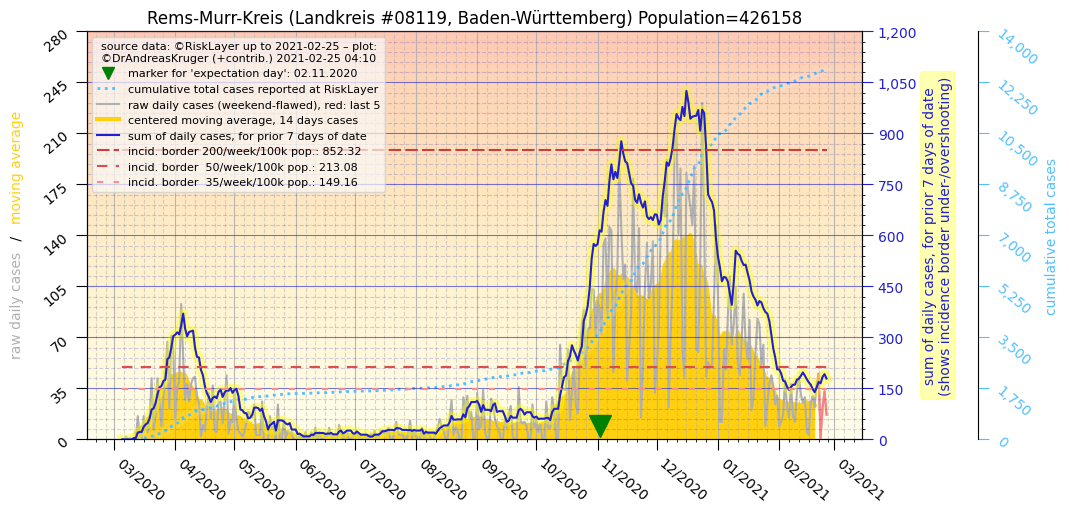 Rems-Murr-Kreis (Landkreis #08119, Baden-Württemberg) Population=426158
source data: ©RiskLayer up to 2021-02-25 – plot:
©DrAndreasKruger (+contrib.) 2021-02-25 04:10
marker for 'expectation day': 02.11.2020
cumulative total cases reported at RiskLayer
raw daily cases (weekend-flawed), red: last 5
centered moving average, 14 days cases
sum of daily cases, for prior 7 days of date
incid. border 200/week/100k pop.: 852.32
incid. border 50/week/100k pop.: 213.08
incid. border 35/week/100k pop.: 149.16
raw daily cases / moving average
280
245
210
175
140
105
70
35
0
03/2020
04/2020
05/2020
06/2020
07/2020
08/2020
09/2020
10/2020
11/2020
12/2020
01/2021
02/2021
03/2021
1,200
1,050
900
750
600
450
300
150
0
sum of daily cases, for prior 7 days of date
(shows incidence border under-/overshooting)
14,000
12,250
10,500
8,750
7,000
5,250
3,500
1,750
0
cumulative total cases